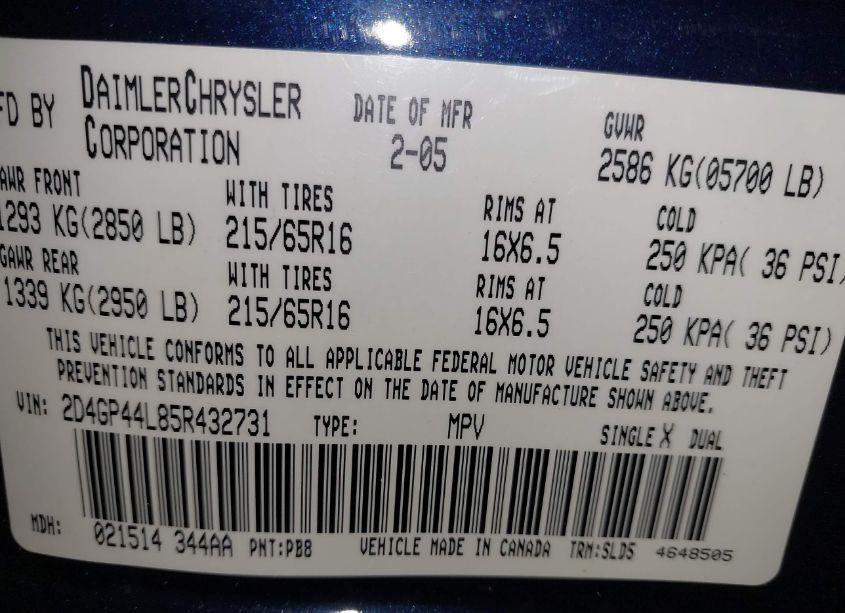 FD BY DAIMLERCHRYSLER CORPORATION DATE OF MFR 2-05 GVWR 2586 KG(05700 LB)
AWR FRONT WITH TIRES RIMS AT COLD
1293 KG(2850 LB) 215/65R16 16X6.5 250 KPA( 36 PSI)
GAWR REAR WITH TIRES RIMS AT COLD
1339 KG(2950 LB) 215/65R16 16X6.5 250 KPA( 36 PSI)
THIS VEHICLE CONFORMS TO ALL APPLICABLE FEDERAL MOTOR VEHICLE SAFETY AND THEFT
PREVENTION STANDARDS IN EFFECT ON THE DATE OF MANUFACTURE SHOWN ABOVE.
VIN: 2D4GP44L85R432731 TYPE: MPV SINGLE X DUAL
MDH: 021514 344AA PNT:PB8 VEHICLE MADE IN CANADA TRM:SLD5 4648505